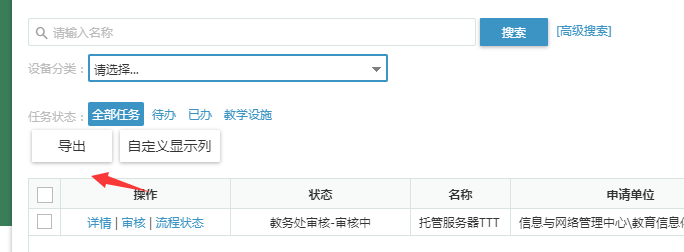 请输入名称 搜索 [高级搜索]
设备分类： 请选择...
任务状态： 全部任务 待办 已办 教学设施
导出 自定义显示列
操作 状态 名称 申请单位
详情 | 审核 | 流程状态 教务处审核-审核中 托管服务器TTT 信息与网络管理中心\教育信息